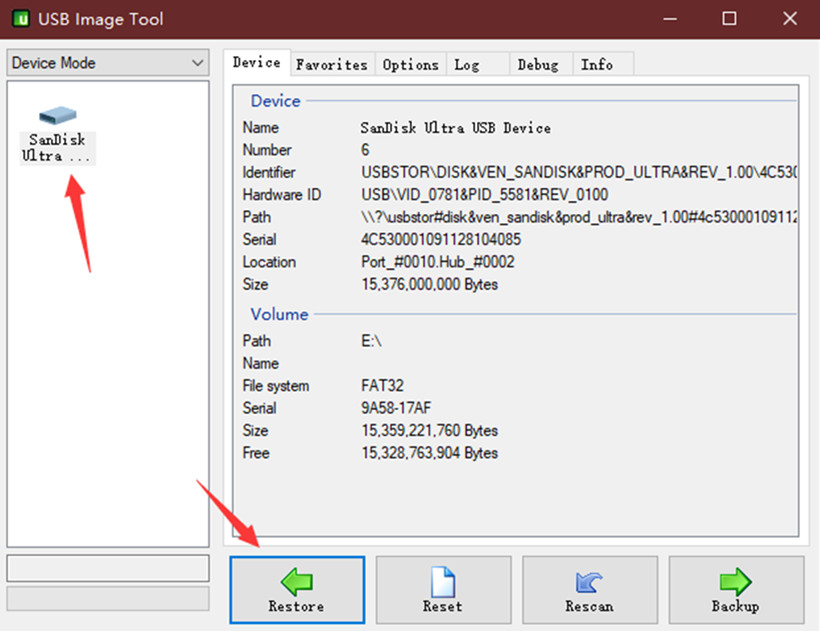 USB Image Tool
Device Mode
SanDisk
Ultra ...
Device Favorites Options Log Debug Info
Device
Name SanDisk Ultra USB Device
Number 6
Identifier USBSTOR\DISK&VEN_SANDISK&PROD_ULTRA&REV_1.00\4C530
Hardware ID USB\VID_0781&PID_5581&REV_0100
Path \\?\usbstor#disk&ven_sandisk&prod_ultra&rev_1.00#4c53000109112
Serial 4C530001091128104085
Location Port_#0010.Hub_#0002
Size 15,376,000,000 Bytes
Volume
Path E:\
Name
File system FAT32
Serial 9A58-17AF
Size 15,359,221,760 Bytes
Free 15,328,763,904 Bytes
Restore Reset Rescan Backup